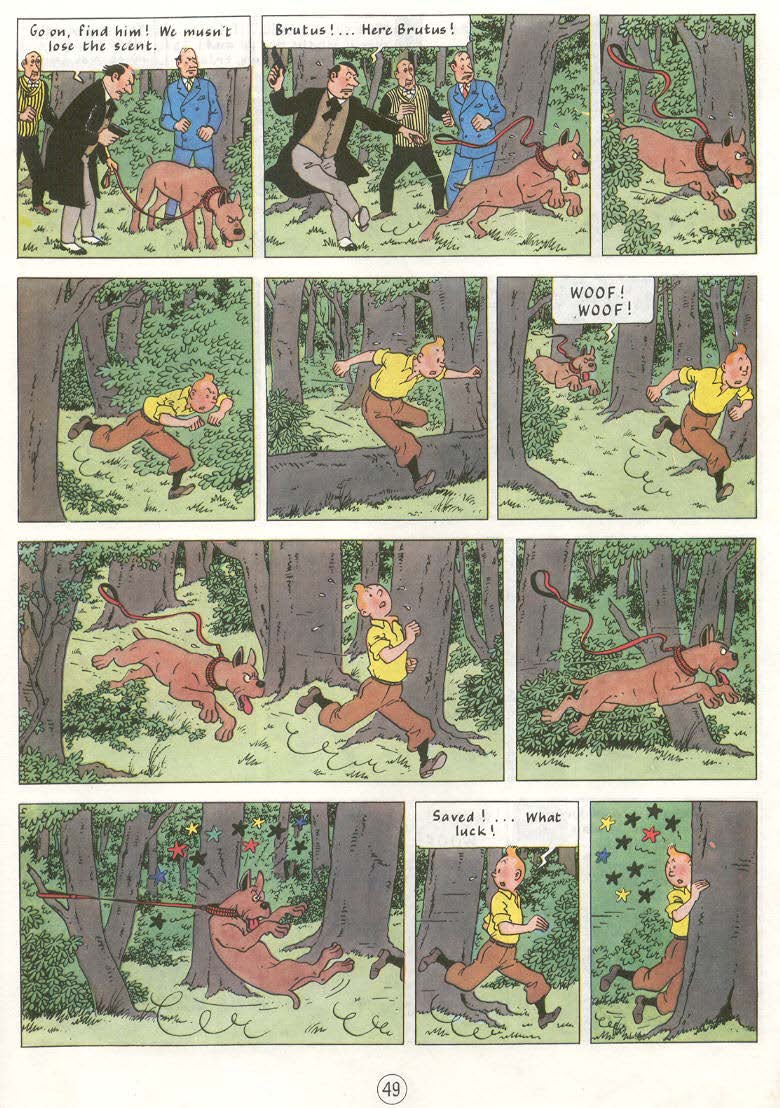 Go on, find him! We musn't
lose the scent.
Brutus!... Here Brutus!
WOOF!
WOOF!
Saved!... What
luck!
49